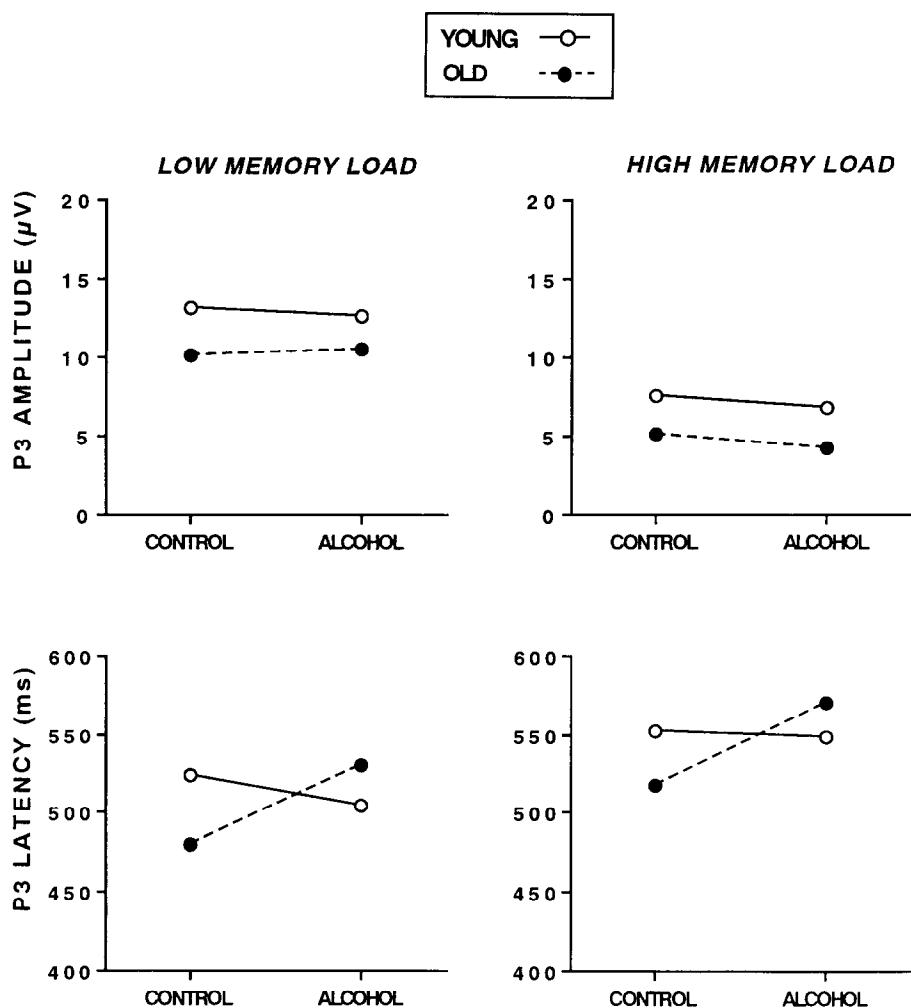 YOUNG
OLD
LOW MEMORY LOAD
HIGH MEMORY LOAD
P3 AMPLITUDE (µV)
20
15
10
5
0
CONTROL ALCOHOL
20
15
10
5
0
CONTROL ALCOHOL
P3 LATENCY (ms)
600
550
500
450
400
CONTROL ALCOHOL
600
550
500
450
400
CONTROL ALCOHOL